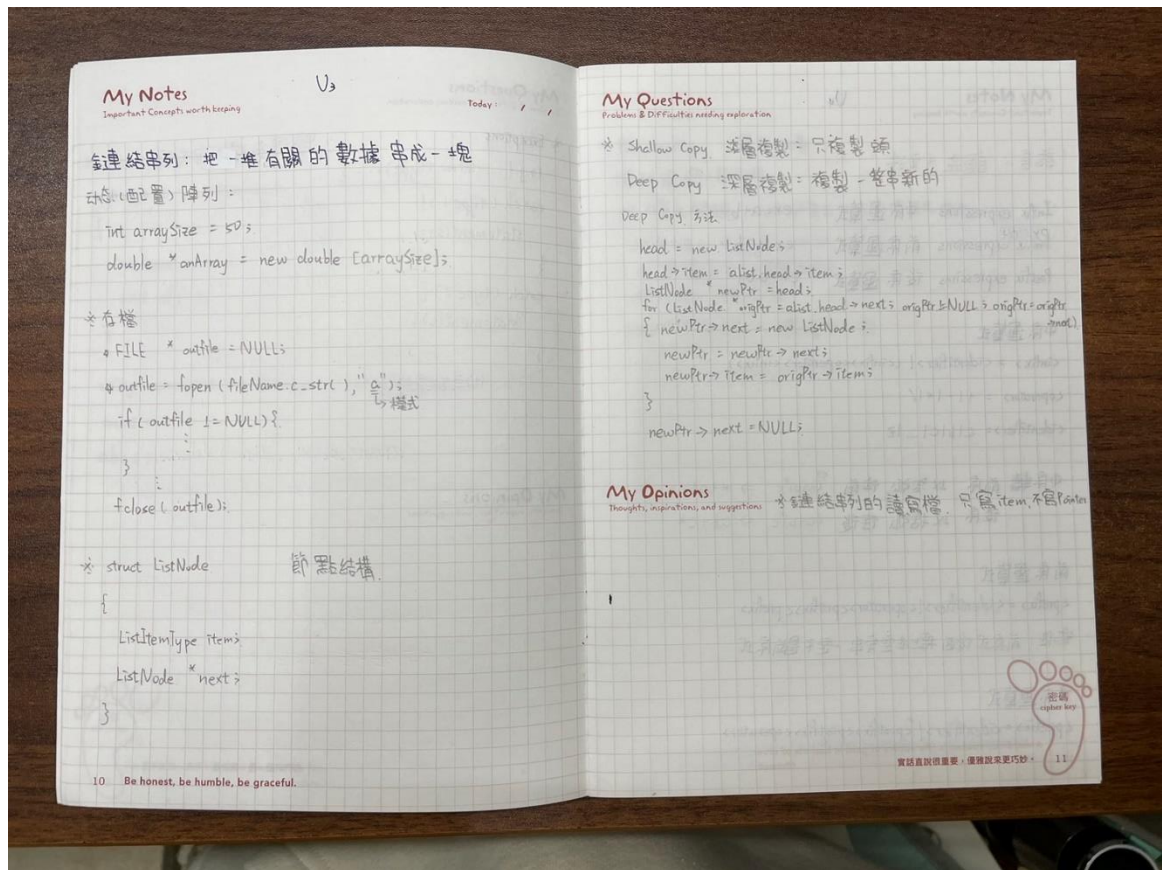 My Notes
Important Concepts worth keeping
U3
Today : / /
鏈結串列：把一堆有關的數據串成一塊
动态(配置)陣列：
int arraySize = 50;
double *anArray = new double [arraySize];
※存檔
FILE * outfile = NULL;
outfile = fopen (fileName.c_str( ), "a");
↳模式
if ( outfile != NULL) {
⋮
}
⋮
fclose ( outfile );
※ struct ListNode 節點結構
{
ListItemType item;
ListNode *next;
}
10 Be honest, be humble, be graceful.
My Questions
Problems & Difficulties needing exploration
※ Shallow Copy 淺層複製：只複製頭
Deep Copy 深層複製：複製一整串新的
Deep Copy 方法
head = new ListNode;
head→item = alist.head→item;
ListNode *newPtr = head;
for (ListNode *origPtr = alist.head→next; origPtr != NULL; origPtr = origPtr
→next)
{ newPtr→next = new ListNode;
newPtr = newPtr→next;
newPtr→item = origPtr→item;
}
newPtr→next = NULL;
My Opinions
Thoughts, inspirations, and suggestions
※鏈結串列的讀寫檔，只寫item，不寫Pointer
密碼
cipher key
實話直說很重要，優雅說來更巧妙。 11